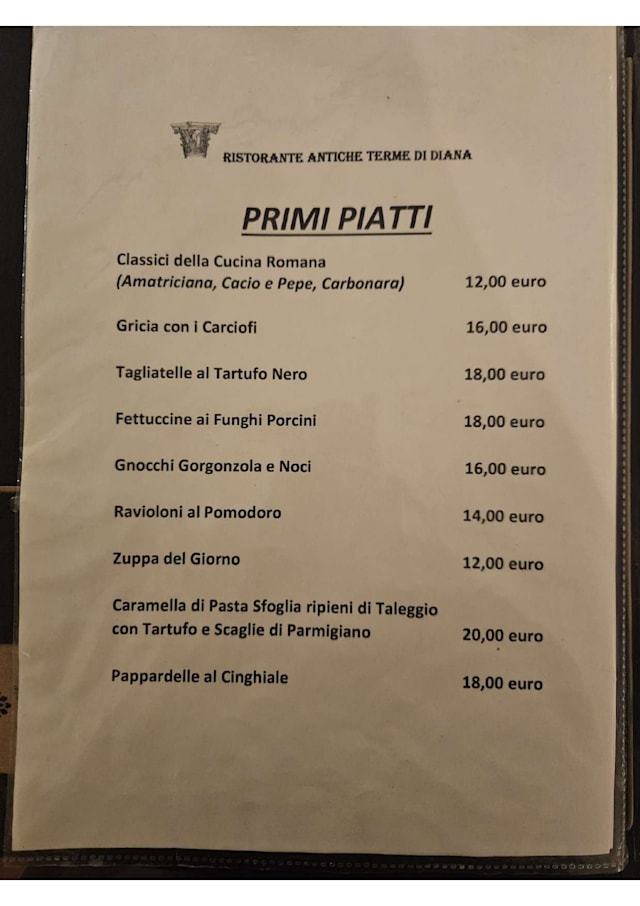 RISTORANTE ANTICHE TERME DI DIANA
PRIMI PIATTI
Classici della Cucina Romana
(Amatriciana, Cacio e Pepe, Carbonara) 12,00 euro
Gricia con i Carciofi 16,00 euro
Tagliatelle al Tartufo Nero 18,00 euro
Fettuccine ai Funghi Porcini 18,00 euro
Gnocchi Gorgonzola e Noci 16,00 euro
Ravioloni al Pomodoro 14,00 euro
Zuppa del Giorno 12,00 euro
Caramella di Pasta Sfoglia ripieni di Taleggio
con Tartufo e Scaglie di Parmigiano 20,00 euro
Pappardelle al Cinghiale 18,00 euro